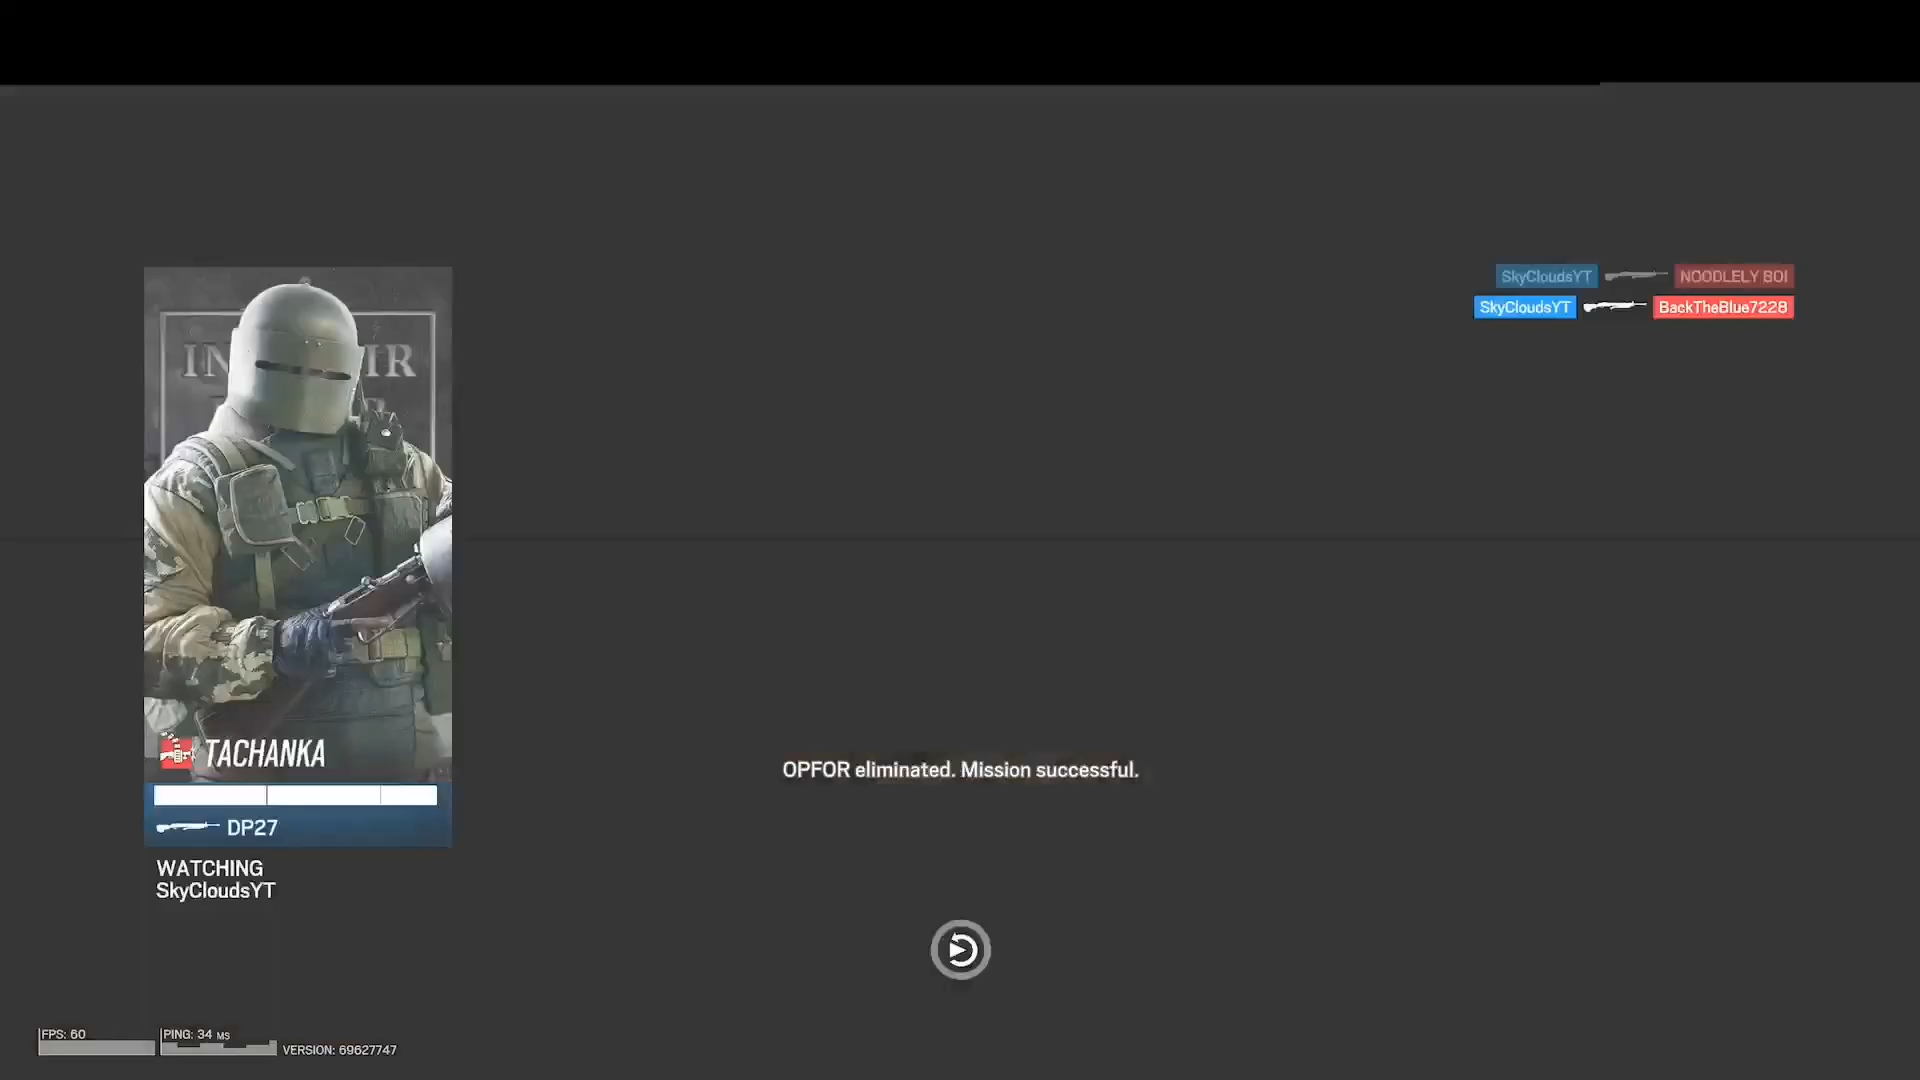 SkyCloudsYT NOODLELY BOI
SkyCloudsYT BackTheBlue7228
TACHANKA
DP27
WATCHING
SkyCloudsYT
OPFOR eliminated. Mission successful.
FPS: 60
PING: 34 MS
VERSION: 69627747